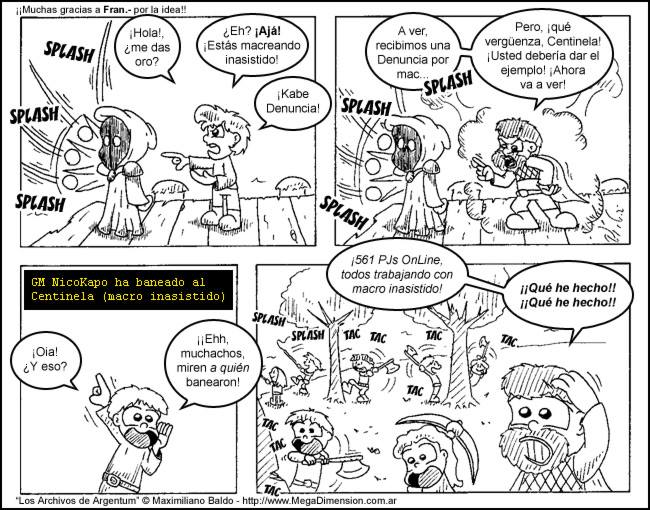 ¡¡Muchas gracias a Fran.- por la idea!!
¡Hola!,
¿me das
oro?
¿Eh? ¡Ajá!
¡Estás macreando
inasistido!
¡Kabe
Denuncia!
SPLASH
SPLASH
SPLASH
A ver,
recibimos una
Denuncia por
mac...
Pero, ¡qué
vergüenza, Centinela!
¡Usted debería dar el
ejemplo! ¡Ahora
va a ver!
SPLASH
SPLASH
SPLASH
GM NicoKapo ha baneado al
Centinela (macro inasistido)
¡Oia!
¿Y eso?
¡¡Ehh,
muchachos,
miren a quién
banearon!
¡561 PJs OnLine,
todos trabajando con
macro inasistido!
¡¡Qué he hecho!!
¡¡Qué he hecho!!
SPLASH
SPLASH
TAC
TAC
TAC
TAC
TAC
TAC
TAC
"Los Archivos de Argentum" © Maximiliano Baldo - http://www.MegaDimension.com.ar